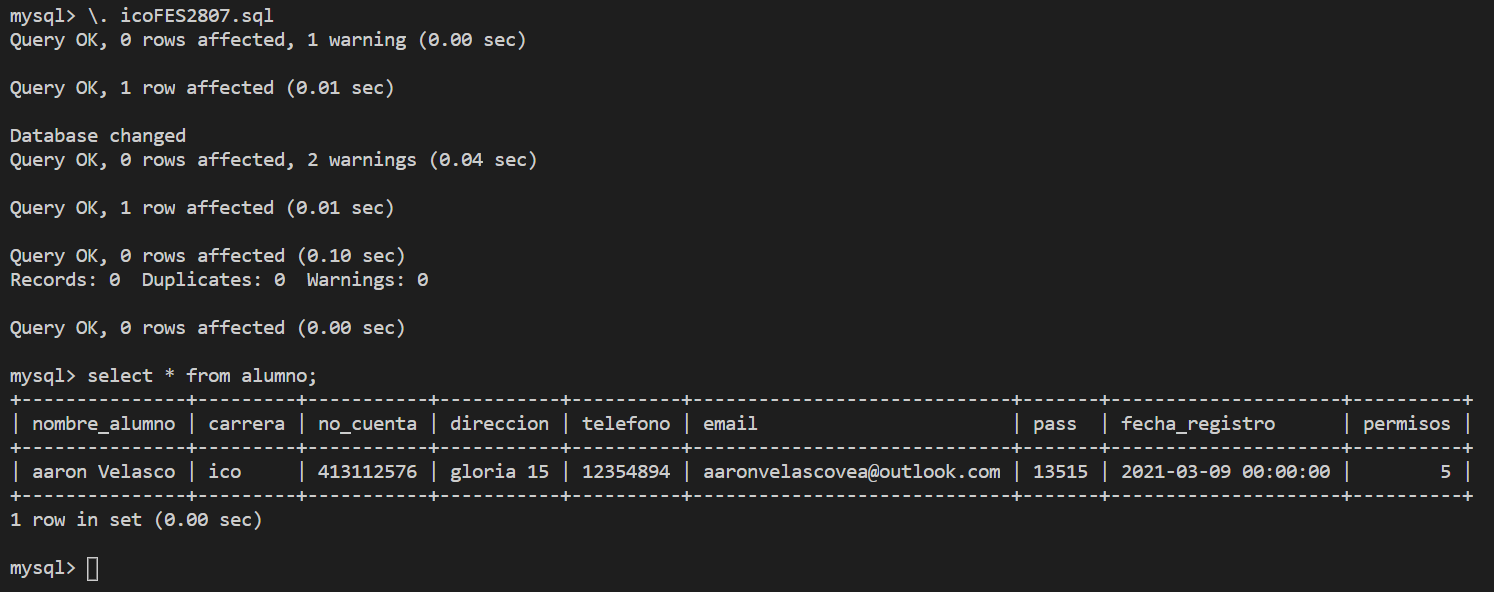 mysql> \. icoFES2807.sql
Query OK, 0 rows affected, 1 warning (0.00 sec)
Query OK, 1 row affected (0.01 sec)
Database changed
Query OK, 0 rows affected, 2 warnings (0.04 sec)
Query OK, 1 row affected (0.01 sec)
Query OK, 0 rows affected (0.10 sec)
Records: 0  Duplicates: 0  Warnings: 0
Query OK, 0 rows affected (0.00 sec)
mysql> select * from alumno;
+---------------+---------+-----------+-----------+----------+-----------------------------+-------+---------------------+----------+
| nombre_alumno | carrera | no_cuenta | direccion | telefono | email                       | pass  | fecha_registro      | permisos |
+---------------+---------+-----------+-----------+----------+-----------------------------+-------+---------------------+----------+
| aaron Velasco | ico     | 413112576 | gloria 15 | 12354894 | aaronvelascovea@outlook.com | 13515 | 2021-03-09 00:00:00 |        5 |
+---------------+---------+-----------+-----------+----------+-----------------------------+-------+---------------------+----------+
1 row in set (0.00 sec)
mysql>